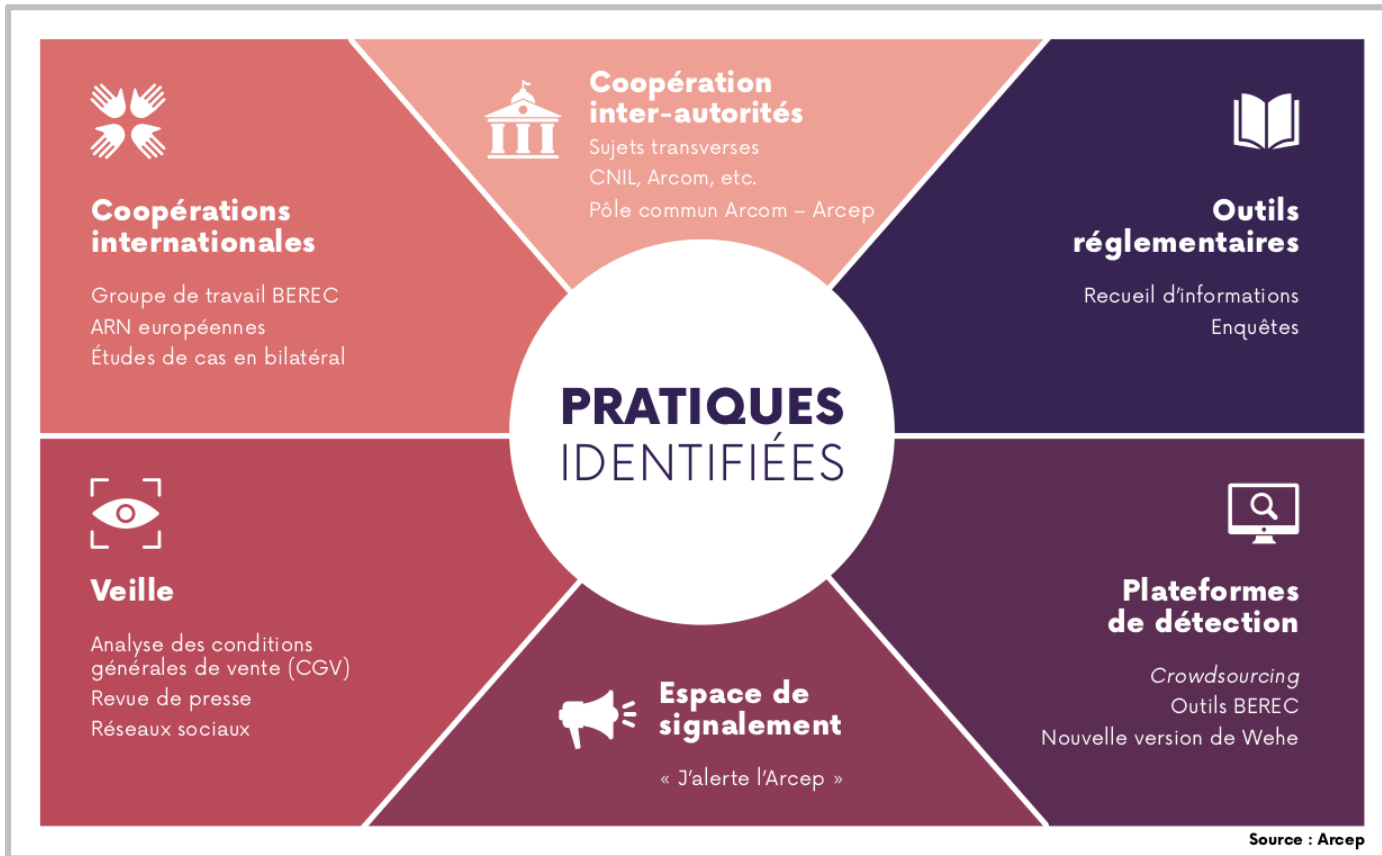 Coopération
inter-autorités
Sujets transverses
CNIL, Arcom, etc.
Pôle commun Arcom – Arcep
Coopérations
internationales
Groupe de travail BEREC
ARN européennes
Études de cas en bilatéral
Outils
réglementaires
Recueil d’informations
Enquêtes
PRATIQUES
IDENTIFIÉES
Veille
Analyse des conditions
générales de vente (CGV)
Revue de presse
Réseaux sociaux
Espace de
signalement
« J’alerte l’Arcep »
Plateformes
de détection
Crowdsourcing
Outils BEREC
Nouvelle version de Wehe
Source : Arcep